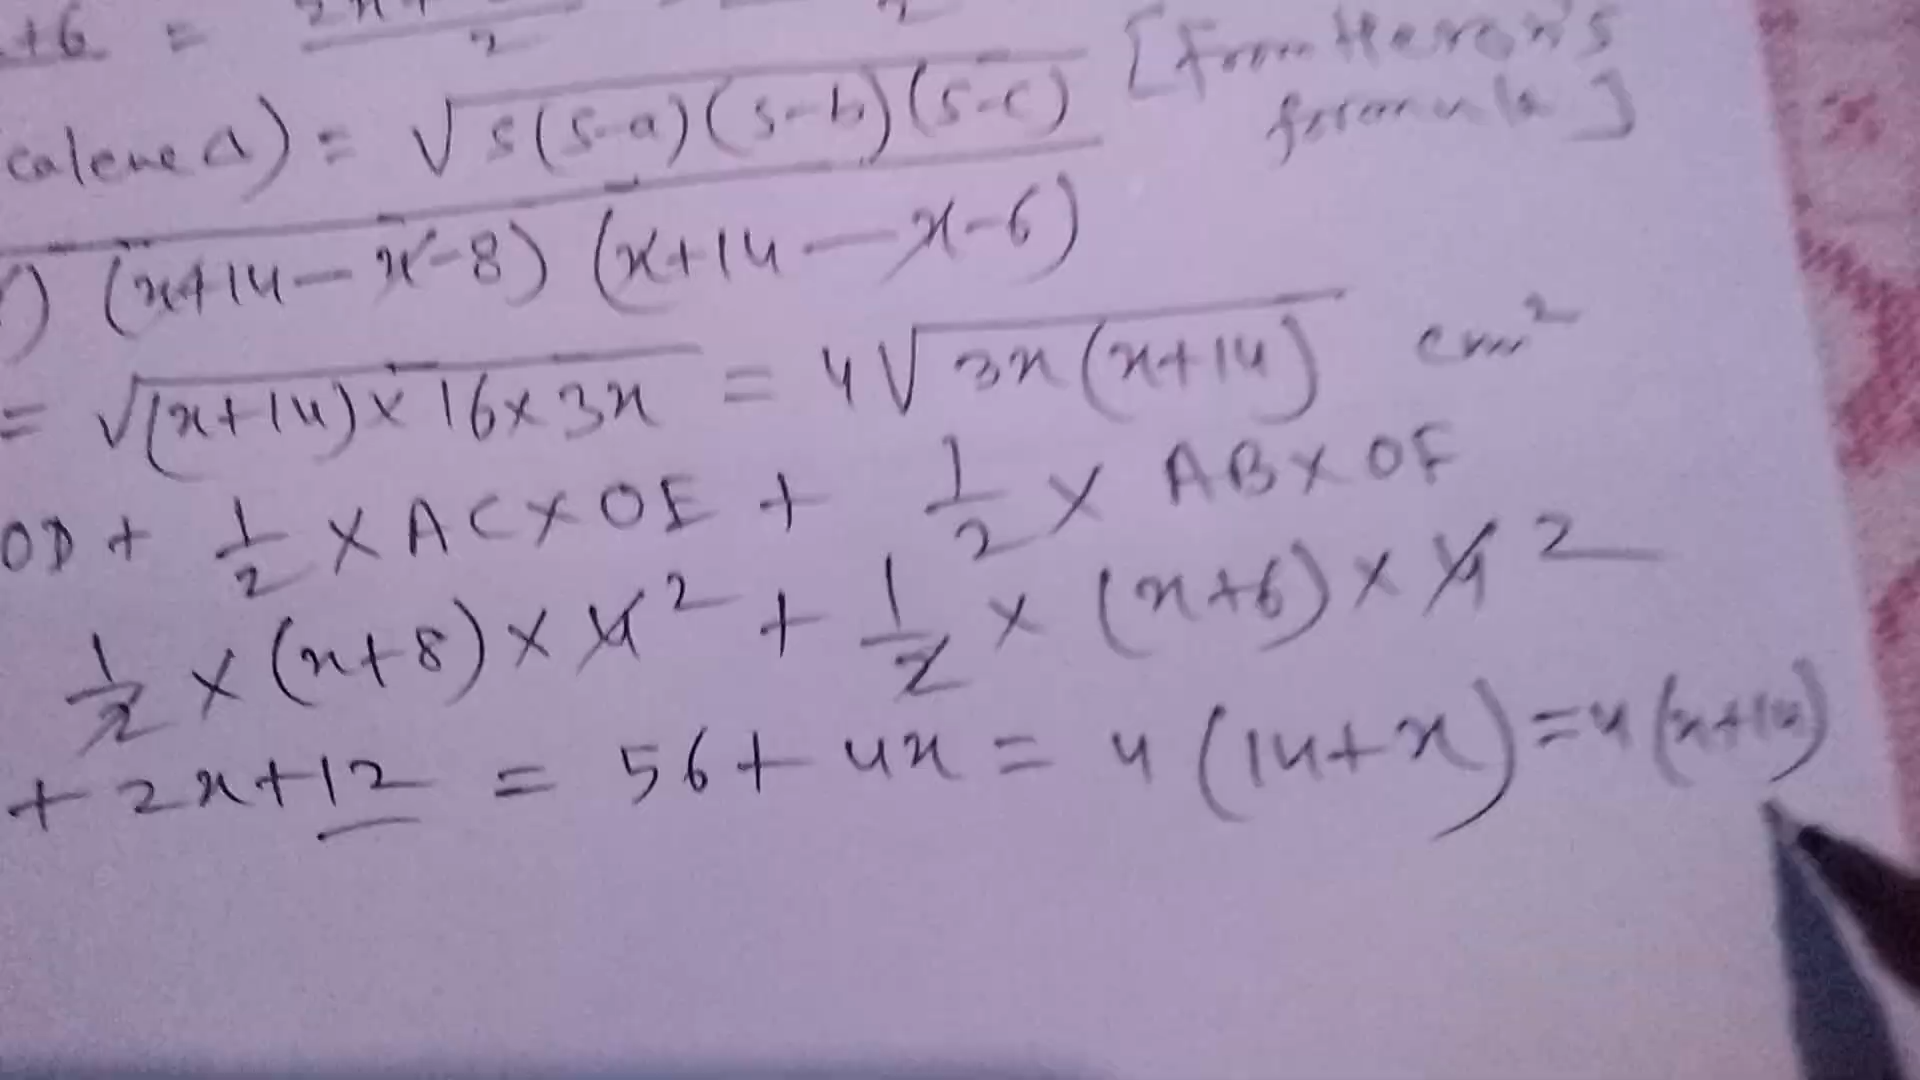 +6 = 2x+ / 2
calene Δ) = √s(s-a)(s-b)(s-c) [From Heron's formula]
) (x+14-x-8) (x+14-x-6)
= √(x+14)×16×3x = 4√3x(x+14) cm²
OD + 1/2 × AC × OE + 1/2 × AB × OF
1/2 × (x+8) × 4 2 + 1/2 × (x+6) × 4 2
+ 2x+12 = 56+4x = 4(14+x) = 4(x+14)